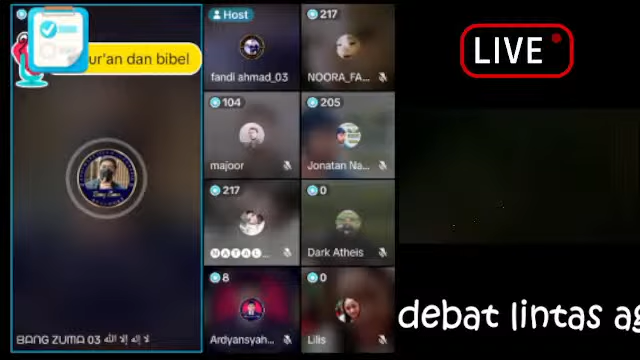 ur'an dan bibel
Host
217
LIVE
fandi ahmad_03
NOORA_FA...
104
205
majoor
Jonatan Na...
217
0
NATAL...
Dark Atheis
8
0
BANG ZUMA 03 لا إله إلا الله
Ardyansyah...
Lilis
debat lintas ag